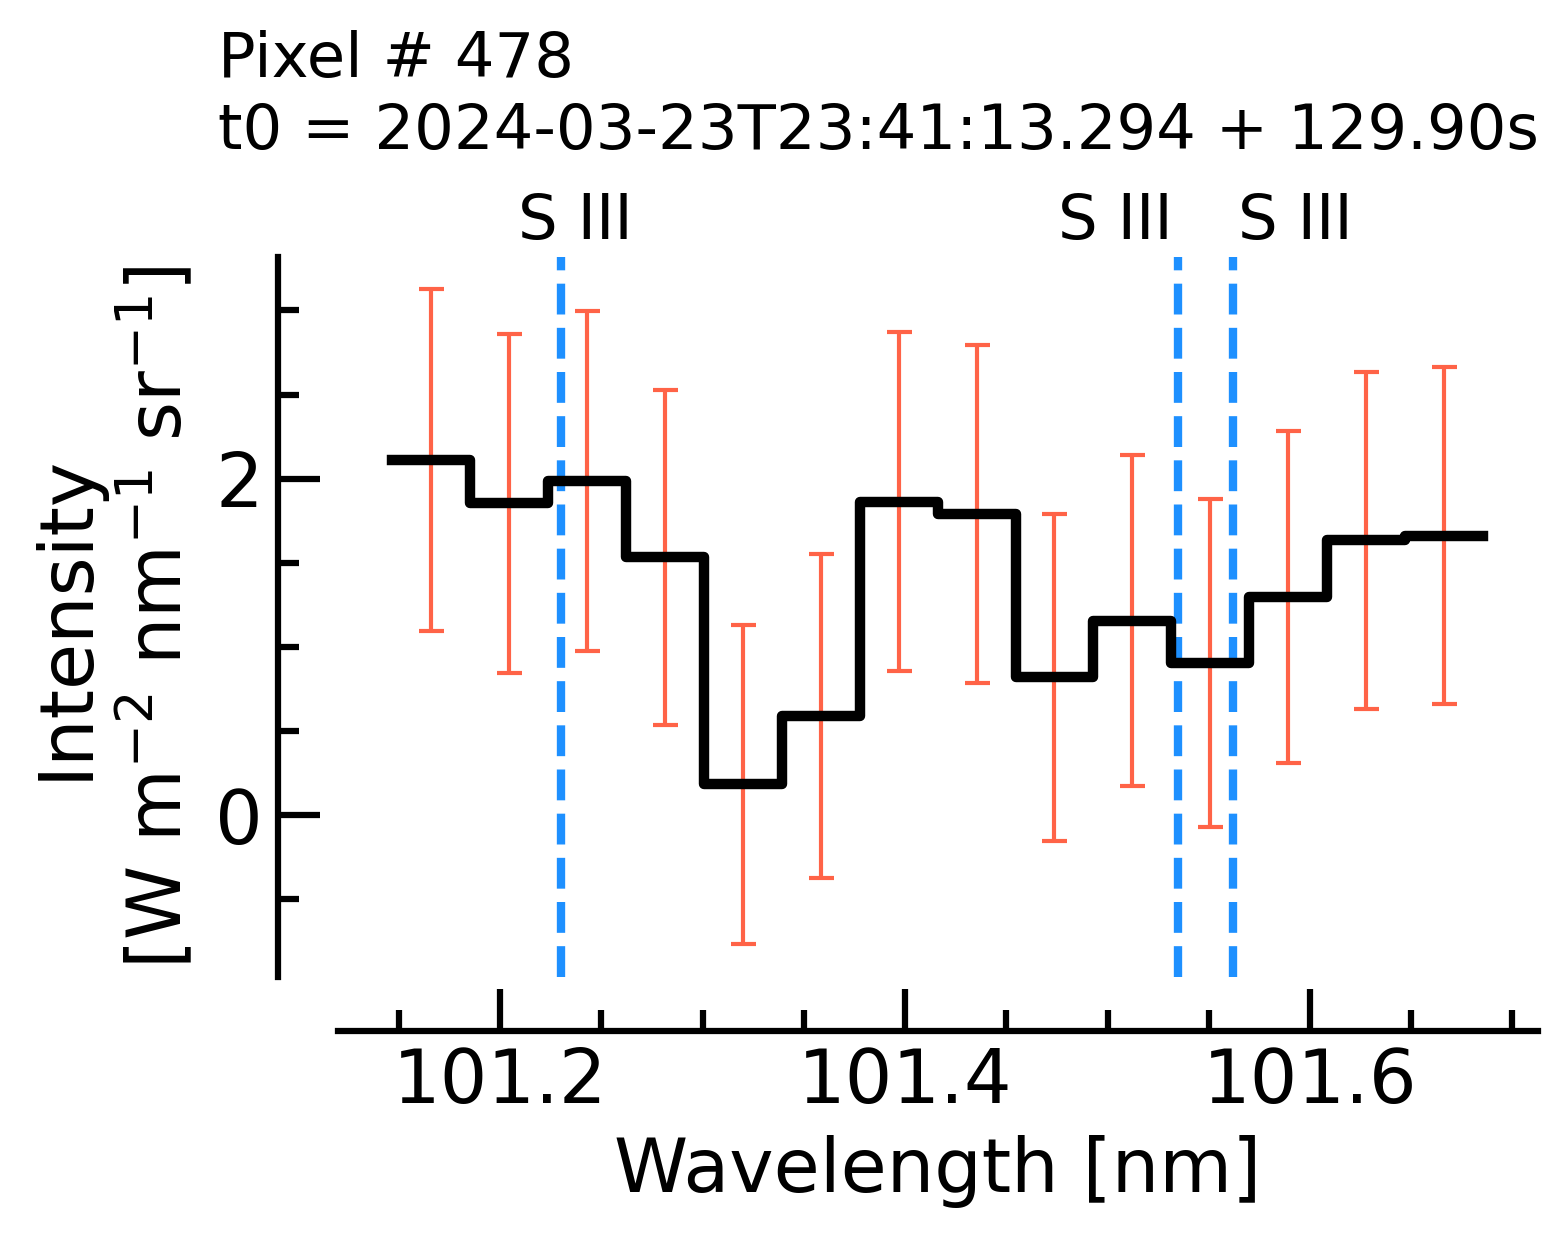 Pixel # 478
t0 = 2024-03-23T23:41:13.294 + 129.90s
S III S III S III
Intensity
[W m⁻² nm⁻¹ sr⁻¹]
2
0
101.2 101.4 101.6
Wavelength [nm]